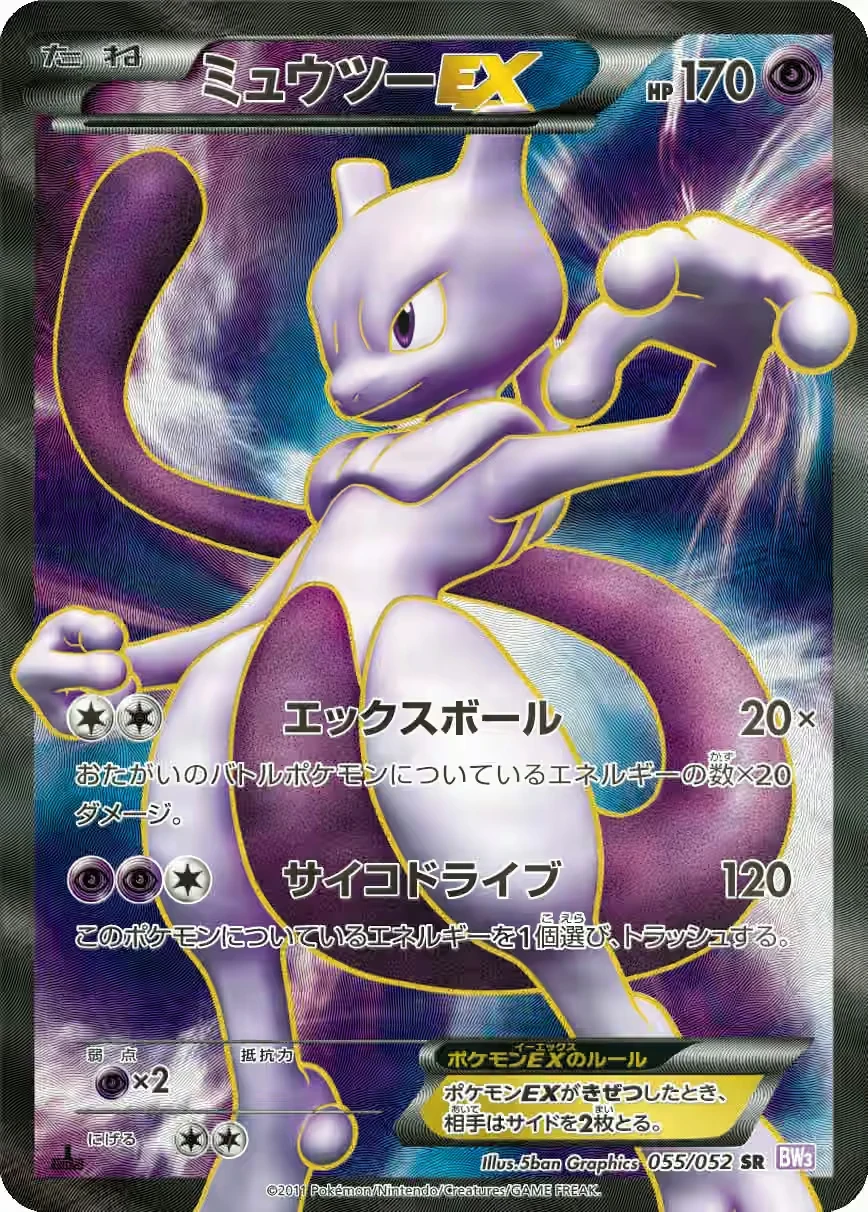 たね ミュウツーEX HP170
エックスボール 20×
おたがいのバトルポケモンについているエネルギーの数×20
ダメージ。
サイコドライブ 120
このポケモンについているエネルギーを1個選び、トラッシュする。
弱点 抵抗力
×2
にげる
ポケモンEXのルール
ポケモンEXがきぜつしたとき、
相手はサイドを2枚とる。
Illus.5ban Graphics 055/052 SR BW3
©2011 Pokémon/Nintendo/Creatures/GAME FREAK.